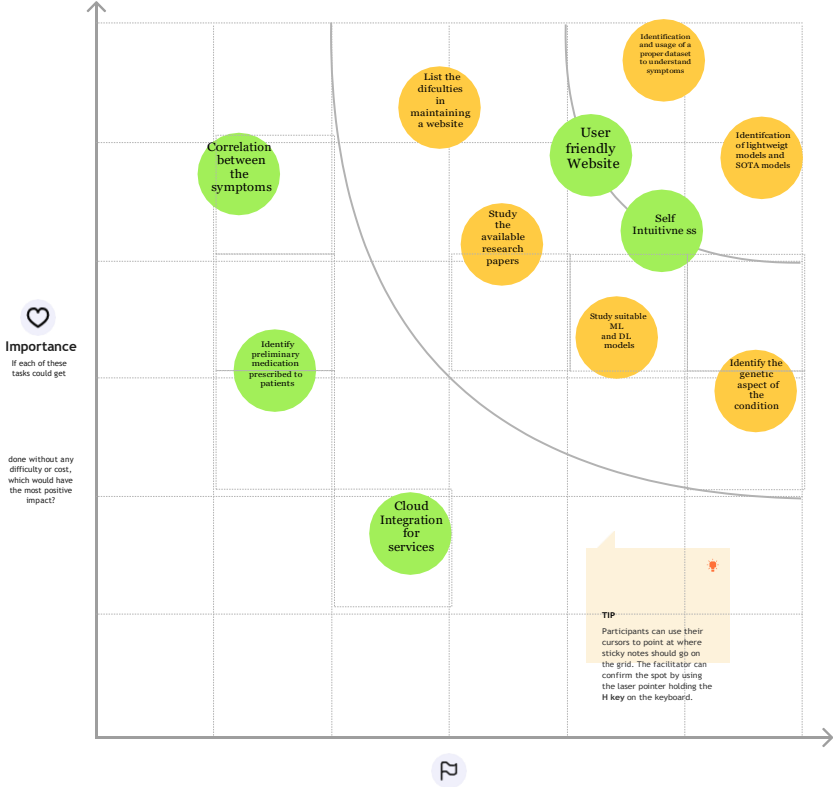 Identification
and usage of a
proper dataset
to understand
symptoms
List the
difculties
in
maintaining
a website
User
friendly
Website
Identifcation
of lightweigt
models and
SOTA models
Correlation
between
the
symptoms
Study
the
available
research
papers
Self
Intuitivne ss
Importance
If each of these
tasks could get
done without any
difficulty or cost,
which would have
the most positive
impact?
Study suitable
ML
and DL
models
Identify
preliminary
medication
prescribed to
patients
Identify the
genetic
aspect of
the
condition
Cloud
Integration
for
services
TIP
Participants can use their
cursors to point at where
sticky notes should go on
the grid. The facilitator can
confirm the spot by using
the laser pointer holding the
H key on the keyboard.